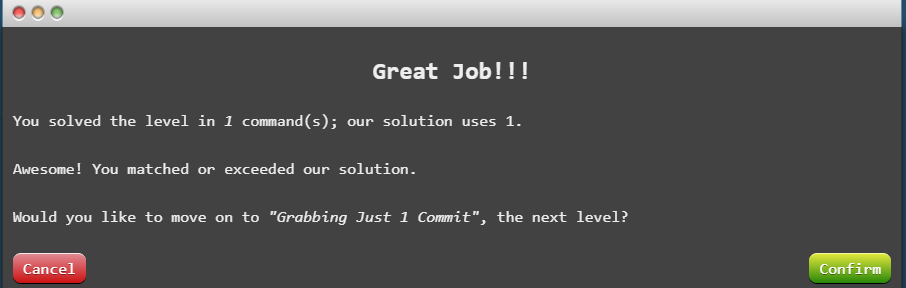 Great Job!!!
You solved the level in 1 command(s); our solution uses 1.
Awesome! You matched or exceeded our solution.
Would you like to move on to "Grabbing Just 1 Commit", the next level?
Cancel
Confirm